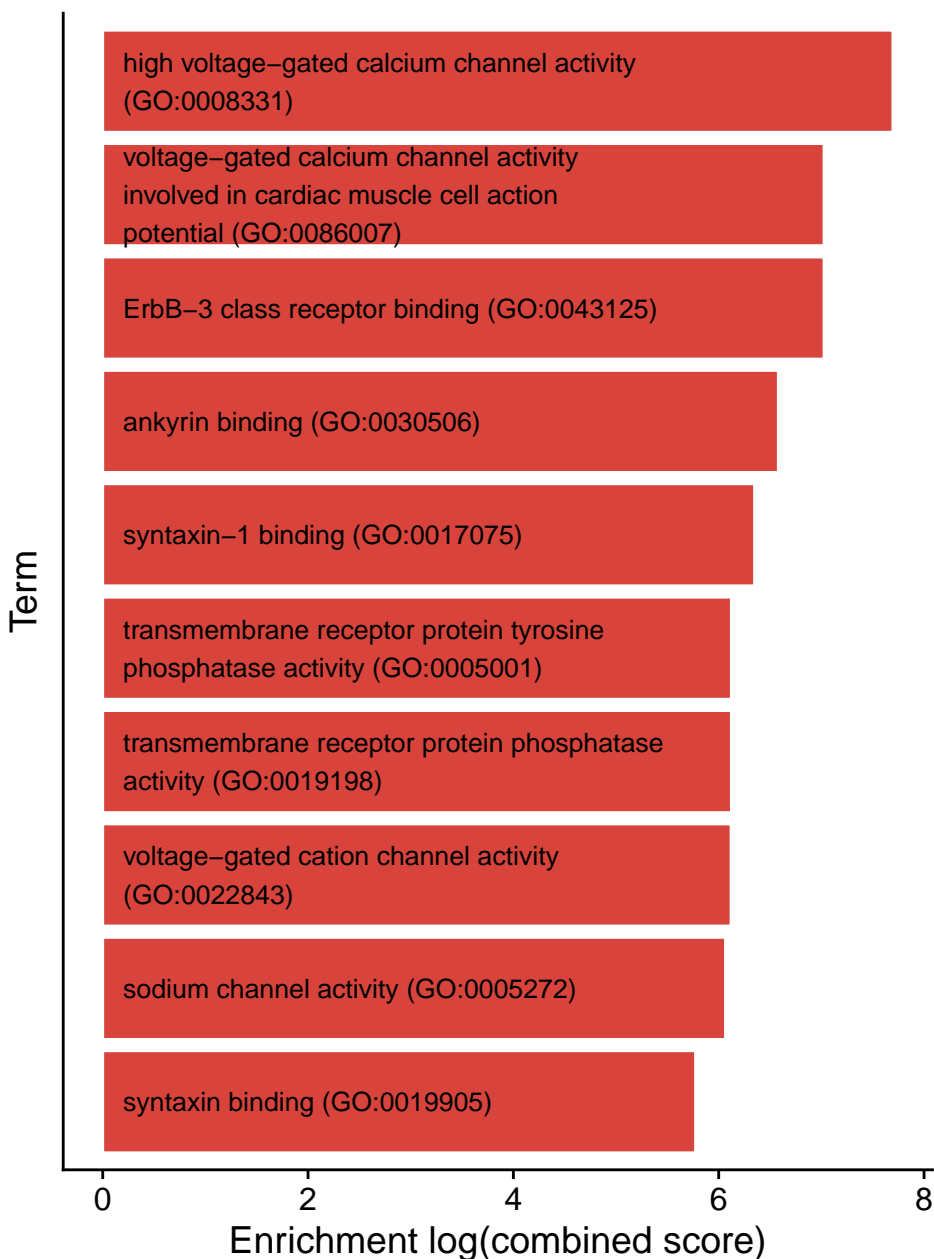 high voltage−gated calcium channel activity
(GO:0008331)
voltage−gated calcium channel activity
involved in cardiac muscle cell action
potential (GO:0086007)
ErbB−3 class receptor binding (GO:0043125)
ankyrin binding (GO:0030506)
syntaxin−1 binding (GO:0017075)
transmembrane receptor protein tyrosine
phosphatase activity (GO:0005001)
transmembrane receptor protein phosphatase
activity (GO:0019198)
voltage−gated cation channel activity
(GO:0022843)
sodium channel activity (GO:0005272)
syntaxin binding (GO:0019905)
Term
0 2 4 6 8
Enrichment log(combined score)